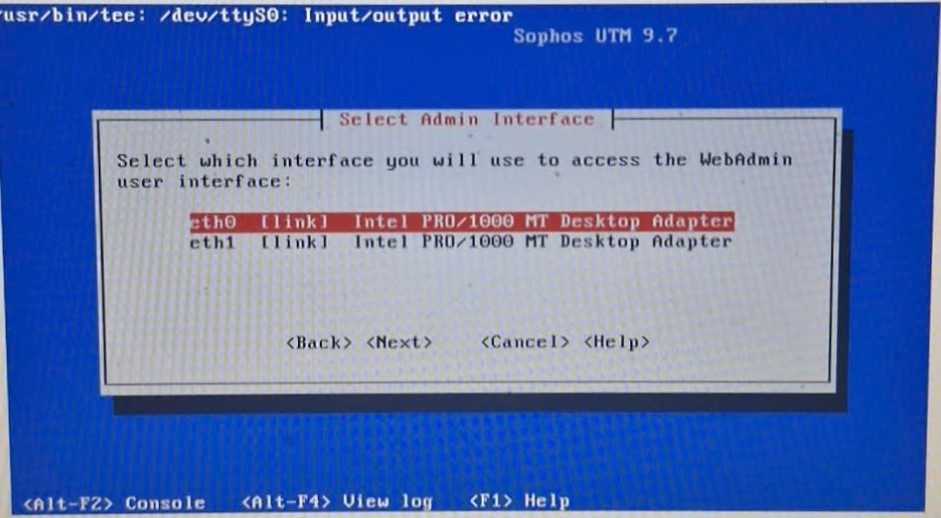 usr/bin/tee: /dev/ttyS0: Input/output error
Sophos UTM 9.7
Select Admin Interface
Select which interface you will use to access the WebAdmin
user interface:
eth0 [link] Intel PRO/1000 MT Desktop Adapter
eth1 [link] Intel PRO/1000 MT Desktop Adapter
<Back> <Next> <Cancel> <Help>
<Alt-F2> Console <Alt-F4> View log <F1> Help